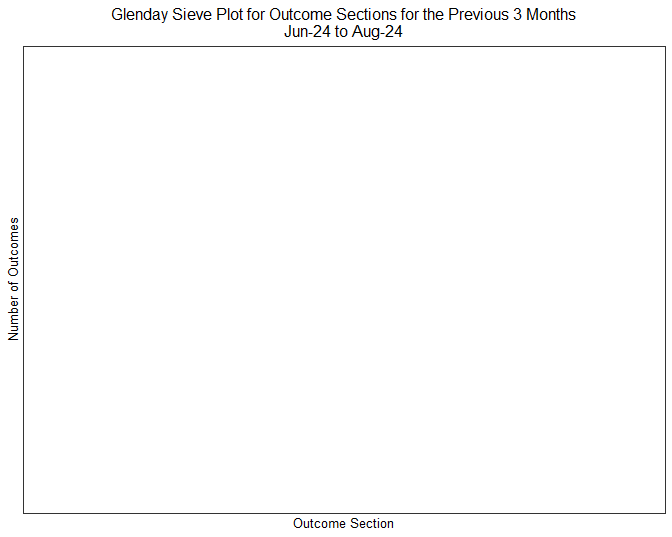 Glenday Sieve Plot for Outcome Sections for the Previous 3 Months
Jun-24 to Aug-24
Number of Outcomes
Outcome Section